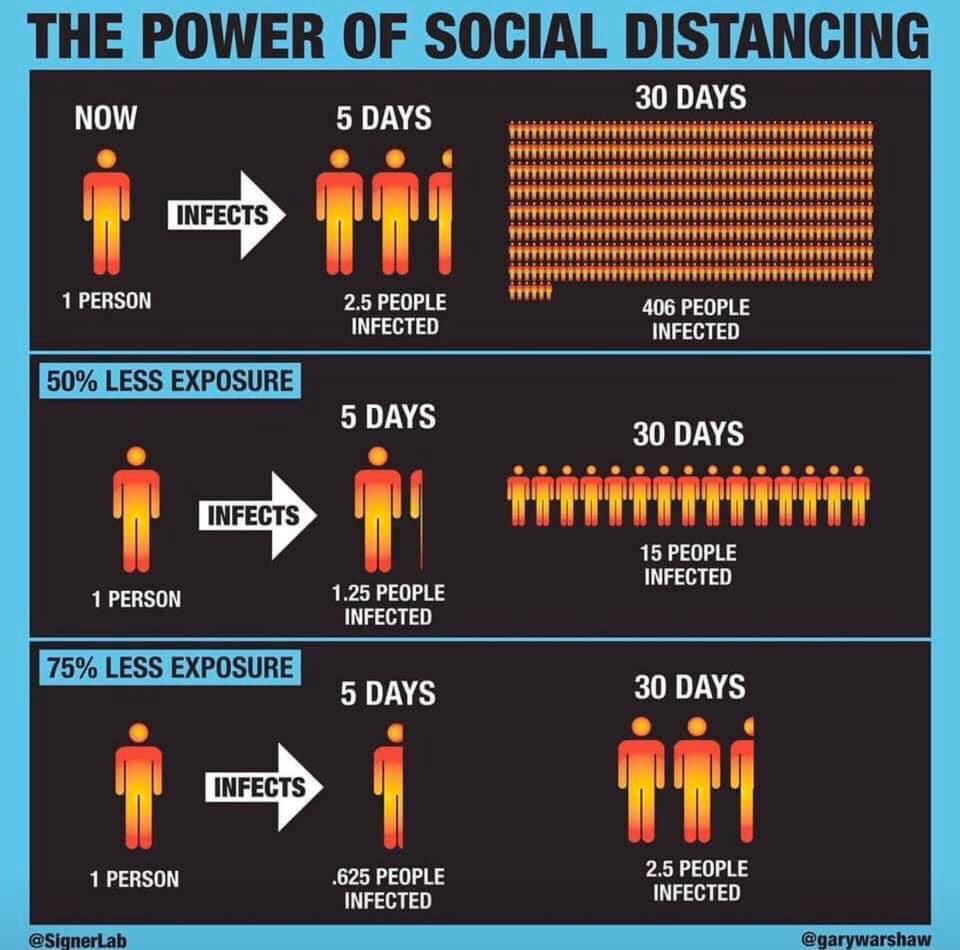 THE POWER OF SOCIAL DISTANCING
NOW
5 DAYS
30 DAYS
INFECTS
1 PERSON
2.5 PEOPLE
INFECTED
406 PEOPLE
INFECTED
50% LESS EXPOSURE
5 DAYS
30 DAYS
INFECTS
1 PERSON
1.25 PEOPLE
INFECTED
15 PEOPLE
INFECTED
75% LESS EXPOSURE
5 DAYS
30 DAYS
INFECTS
1 PERSON
.625 PEOPLE
INFECTED
2.5 PEOPLE
INFECTED
@SignerLab
@garywarshaw